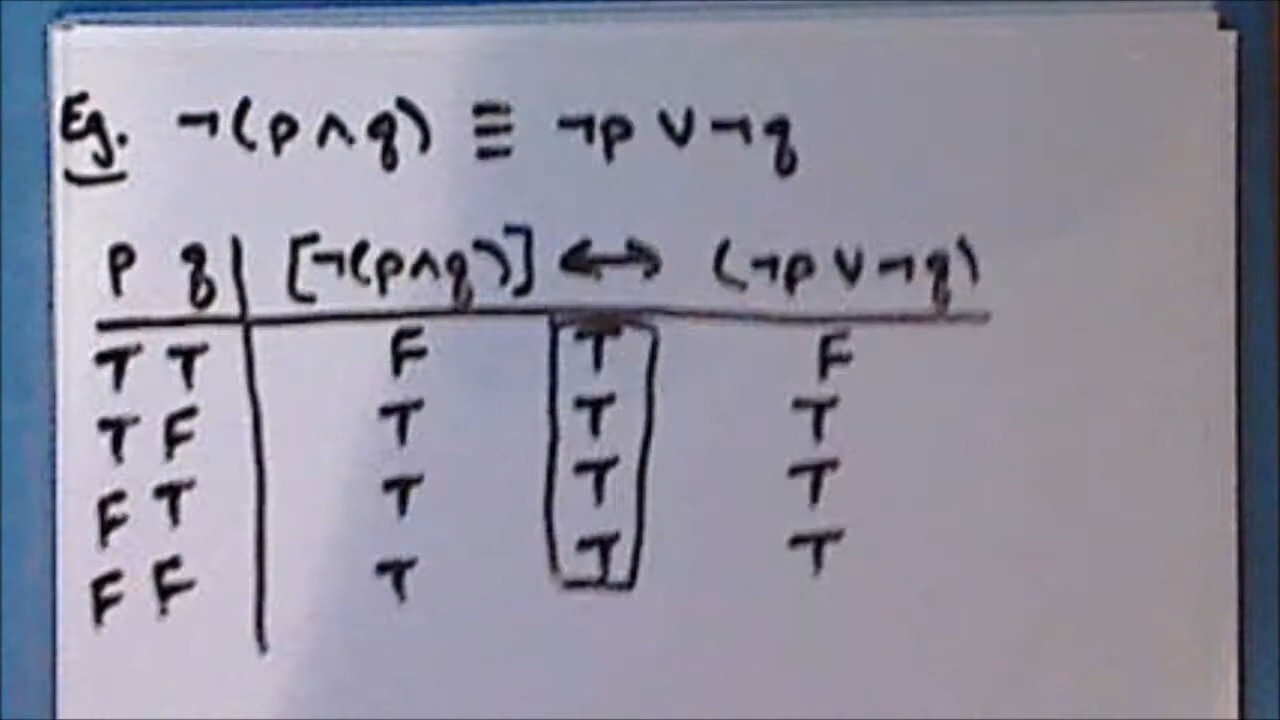 Eg. ¬(p∧q) ≡ ¬p∨¬q
p q [¬(p∧q)] ↔ (¬p∨¬q)
T T F T F
T F T T T
F T T T T
F F T T T